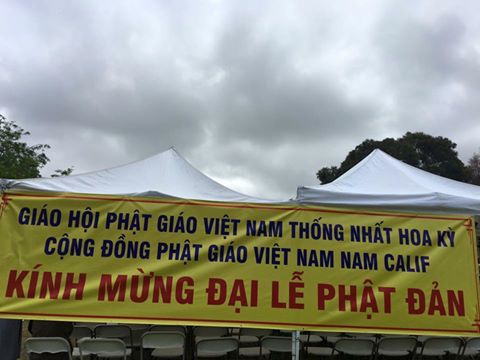 GIÁO HỘI PHẬT GIÁO VIỆT NAM THỐNG NHẤT HOA KỲ
CỘNG ĐỒNG PHẬT GIÁO VIỆT NAM NAM CALIF
KÍNH MỪNG ĐẠI LỄ PHẬT ĐẢN